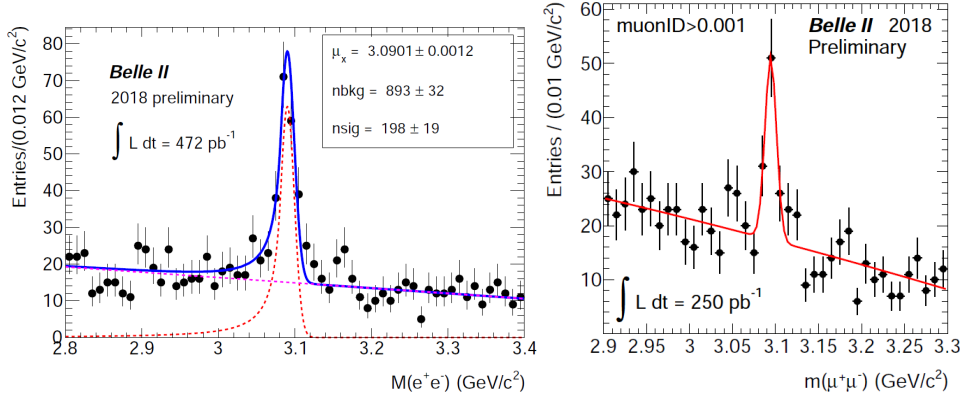 Entries/(0.012 GeV/c²)
80
70
60
50
40
30
20
10
0
Belle II
2018 preliminary
∫ L dt = 472 pb⁻¹
μₓ = 3.0901 ± 0.0012
nbkg = 893 ± 32
nsig = 198 ± 19
2.8 2.9 3 3.1 3.2 3.3 3.4
M(e⁺e⁻) (GeV/c²)
Entries / (0.01 GeV/c²)
60
50
40
30
20
10
0
muonID>0.001
Belle II 2018
Preliminary
∫ L dt = 250 pb⁻¹
2.9 2.95 3 3.05 3.1 3.15 3.2 3.25 3.3
m(μ⁺μ⁻) (GeV/c²)